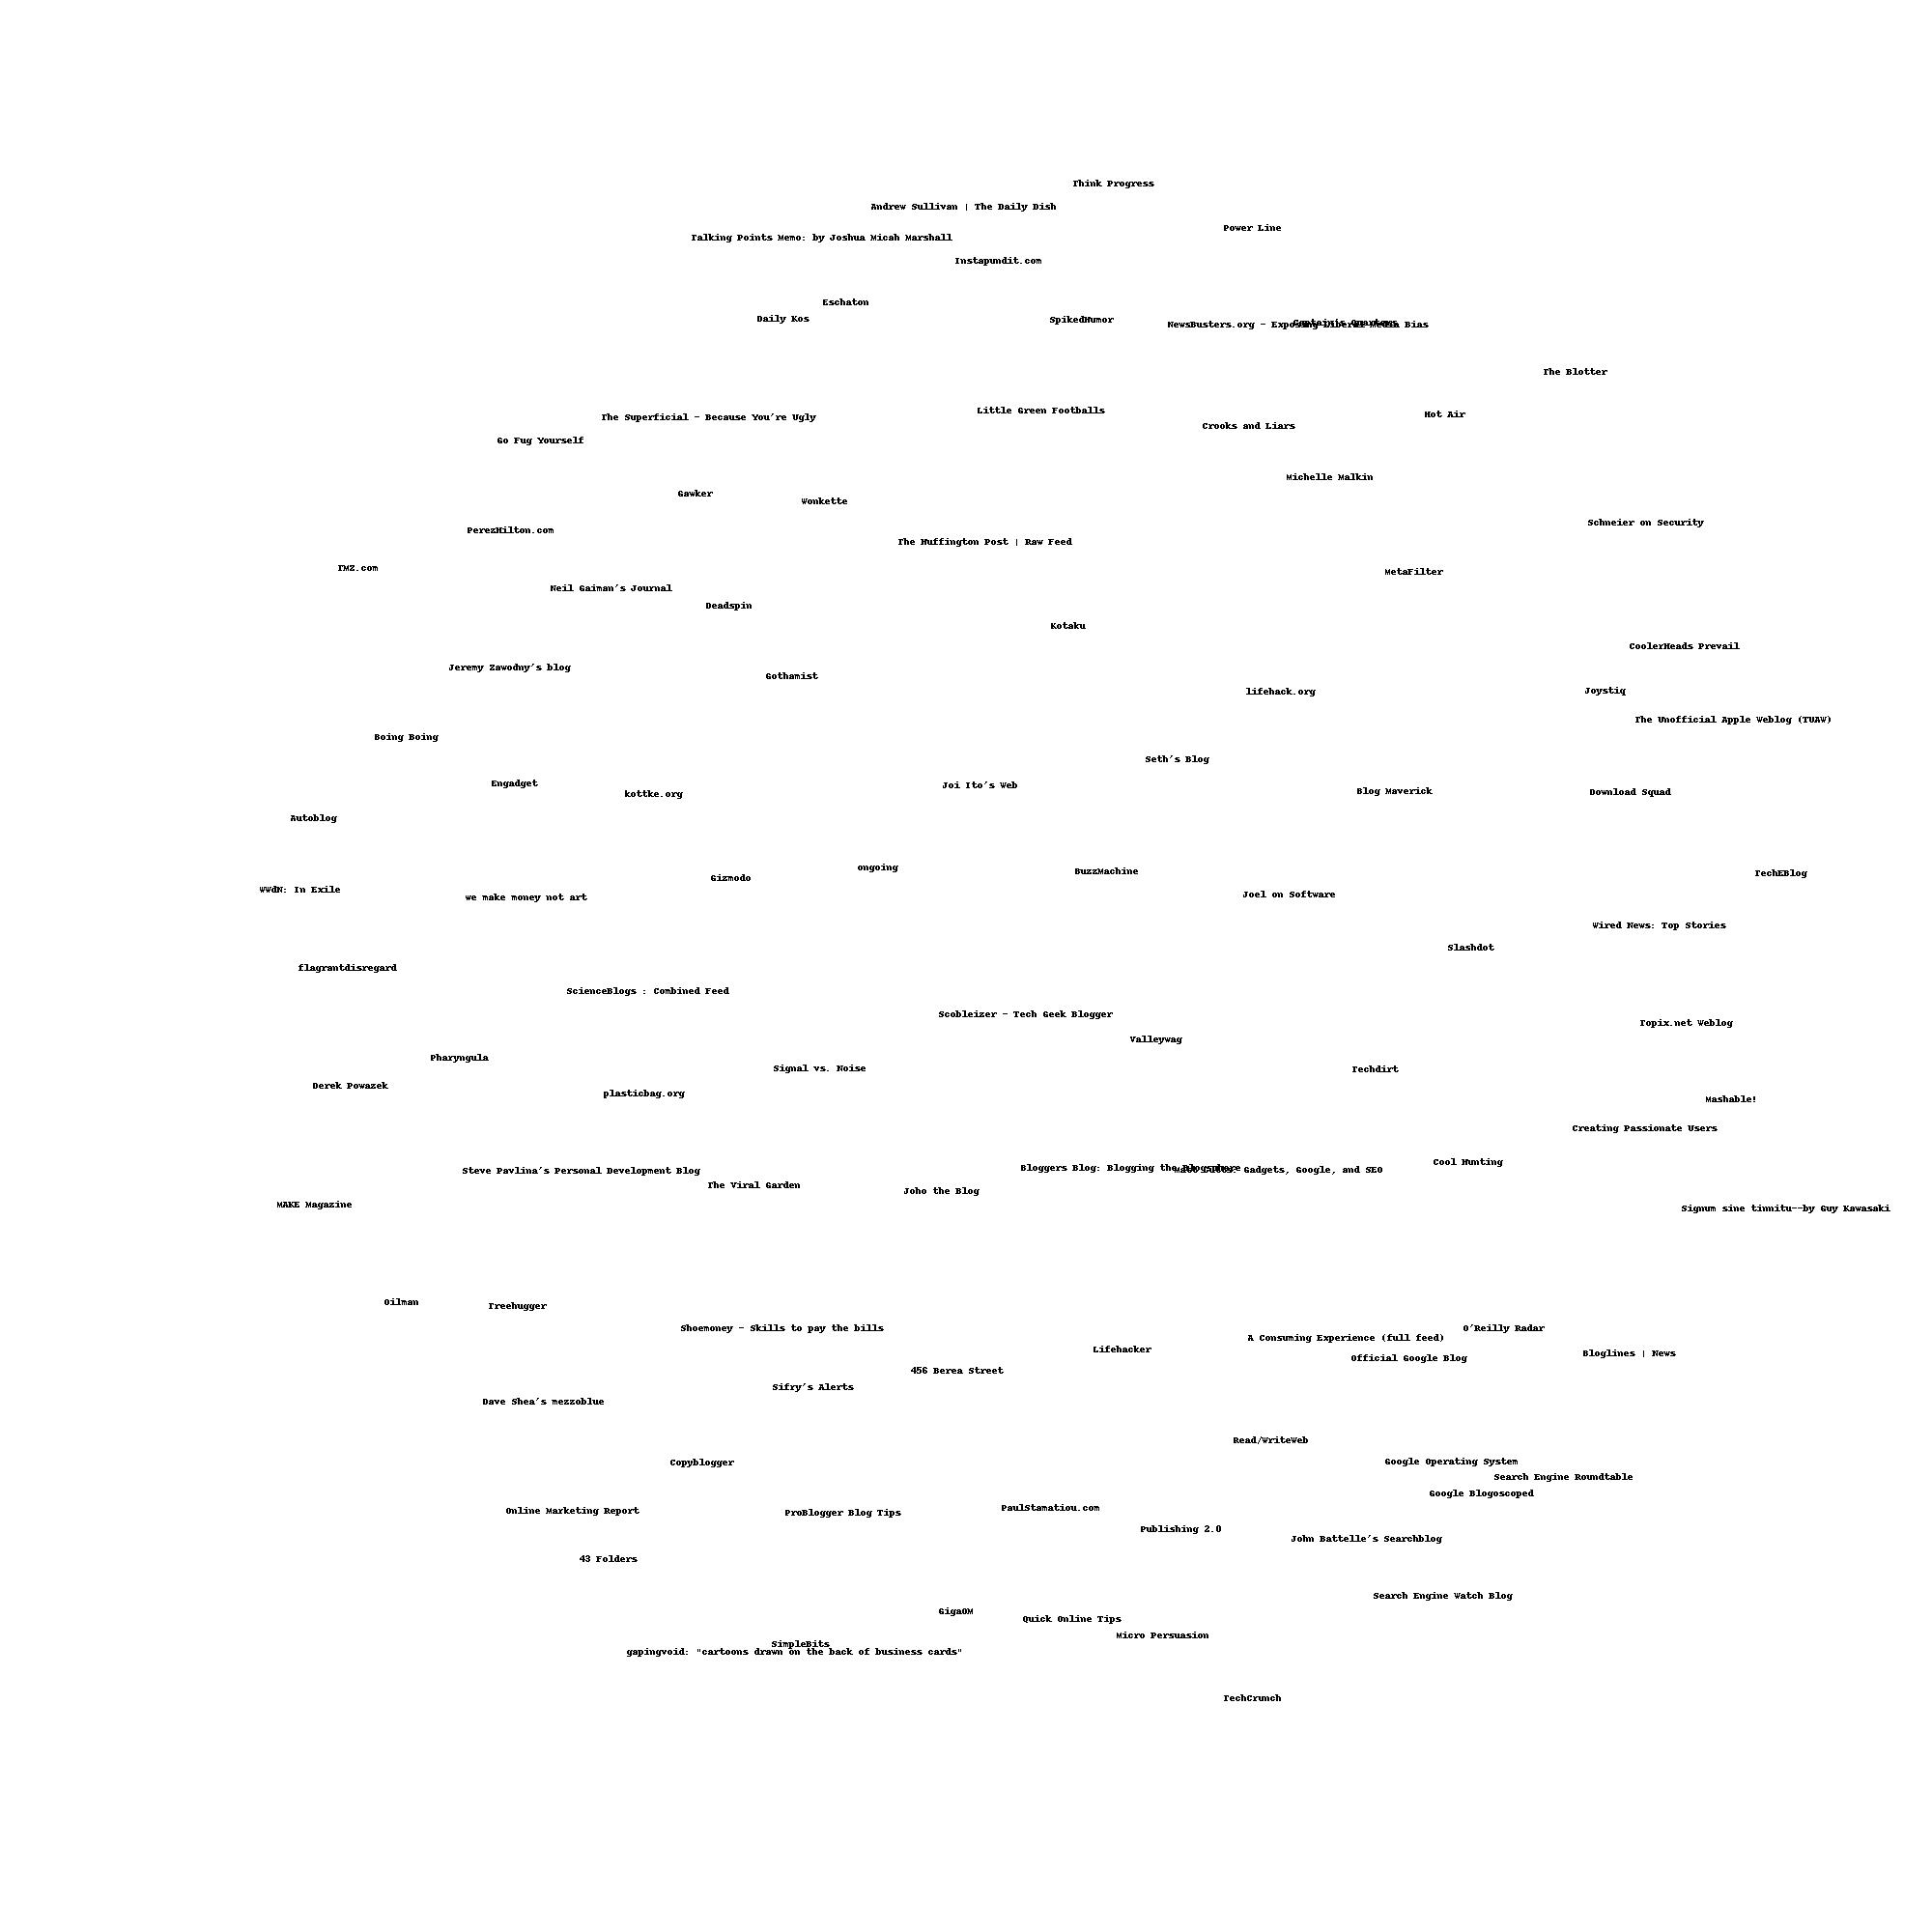 Think Progress
Andrew Sullivan | The Daily Dish
Power Line
Talking Points Memo: by Joshua Micah Marshall
Instapundit.com
Eschaton
Daily Kos
SpikedHumor
Captain's Quarters
NewsBusters.org - Exposing Liberal Media Bias
The Blotter
Little Green Footballs
Hot Air
The Superficial - Because You're Ugly
Crooks and Liars
Go Fug Yourself
Michelle Malkin
Gawker
Wonkette
Schneier on Security
PerezHilton.com
The Huffington Post | Raw Feed
TMZ.com
MetaFilter
Neil Gaiman's Journal
Deadspin
Kotaku
CoolerHeads Prevail
Jeremy Zawodny's blog
Gothamist
lifehack.org
Joystiq
The Unofficial Apple Weblog (TUAW)
Boing Boing
Seth's Blog
Engadget
Joi Ito's Web
kottke.org
Blog Maverick
Download Squad
Autoblog
ongoing
BuzzMachine
TechEBlog
Gizmodo
WWdN: In Exile
we make money not art
Joel on Software
Wired News: Top Stories
Slashdot
flagrantdisregard
ScienceBlogs : Combined Feed
Scobleizer - Tech Geek Blogger
Topix.net Weblog
Valleywag
Pharyngula
Signal vs. Noise
Techdirt
Derek Powazek
plasticbag.org
Mashable!
Creating Passionate Users
Cool Hunting
Bloggers Blog: Blogging the Blogsphere
Matt Cutts: Gadgets, Google, and SEO
Steve Pavlina's Personal Development Blog
The Viral Garden
Joho the Blog
MAKE Magazine
Signum sine tinnitu--by Guy Kawasaki
Oilman
Treehugger
Shoemoney - Skills to pay the bills
O'Reilly Radar
A Consuming Experience (full feed)
Lifehacker
Bloglines | News
Official Google Blog
456 Berea Street
Sifry's Alerts
Dave Shea's mezzoblue
Read/WriteWeb
Google Operating System
Copyblogger
Search Engine Roundtable
Google Blogoscoped
PaulStamatiou.com
Online Marketing Report
ProBlogger Blog Tips
Publishing 2.0
John Battelle's Searchblog
43 Folders
Search Engine Watch Blog
GigaOM
Quick Online Tips
Micro Persuasion
SimpleBits
gapingvoid: "cartoons drawn on the back of business cards"
TechCrunch